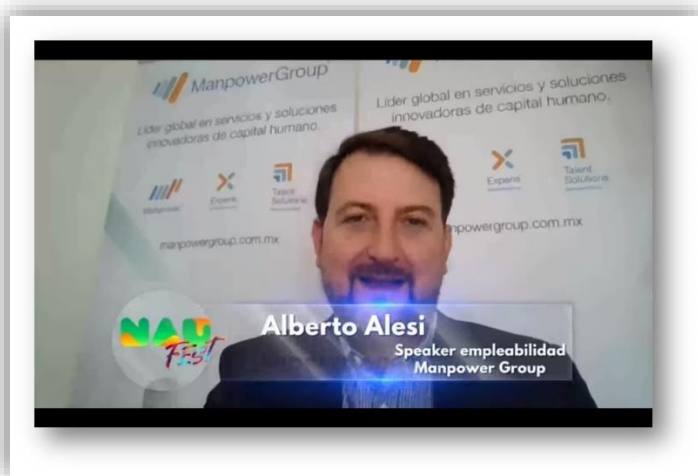 ManpowerGroup
Líder global en servicios y soluciones
innovadoras de capital humano.
Manpower
Experis
Talent
Solutions
manpowergroup.com.mx
Líder global en servicios y soluciones
innovadoras de capital humano.
Experis
Talent
Solutions
npowergroup.com.mx
NAU
Fest
Alberto Alesi
Speaker empleabilidad
Manpower Group